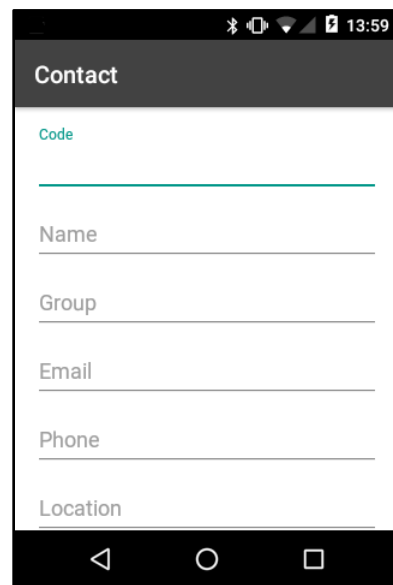 13:59
Contact
Code
Name
Group
Email
Phone
Location